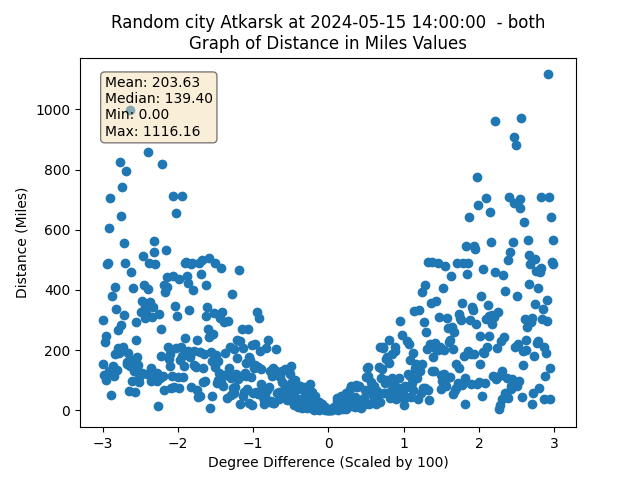 Random city Atkarsk at 2024-05-15 14:00:00  - both
Graph of Distance in Miles Values
Mean: 203.63
Median: 139.40
Min: 0.00
Max: 1116.16
Distance (Miles)
1000
800
600
400
200
0
−3 −2 −1 0 1 2 3
Degree Difference (Scaled by 100)